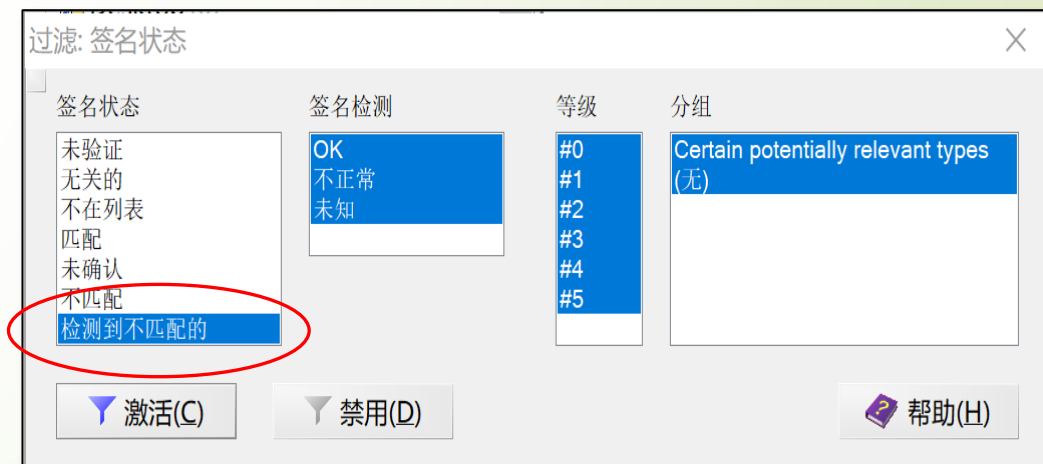 过滤: 签名状态
签名状态
未验证
无关的
不在列表
匹配
未确认
不匹配
检测到不匹配的
签名检测
OK
不正常
未知
等级
#0
#1
#2
#3
#4
#5
分组
Certain potentially relevant types
(无)
激活(C)
禁用(D)
帮助(H)